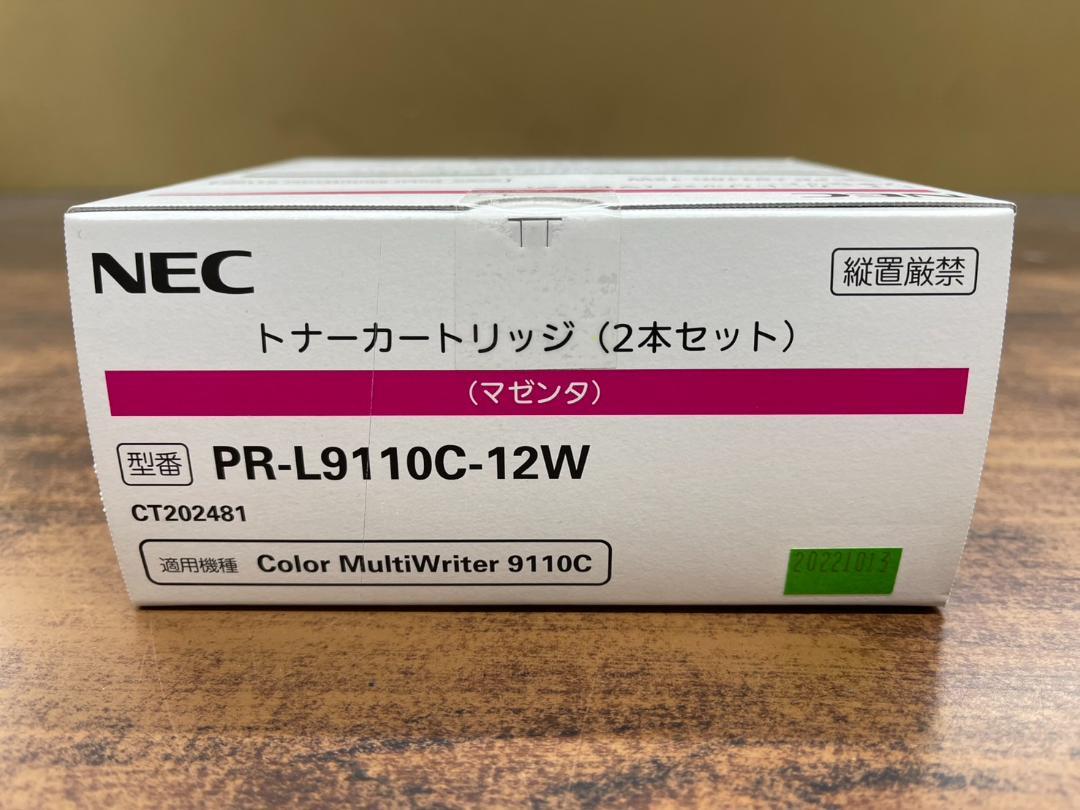 NEC
縦置厳禁
トナーカートリッジ（2本セット）
（マゼンタ）
型番 PR-L9110C-12W
CT202481
適用機種 Color MultiWriter 9110C
20221013